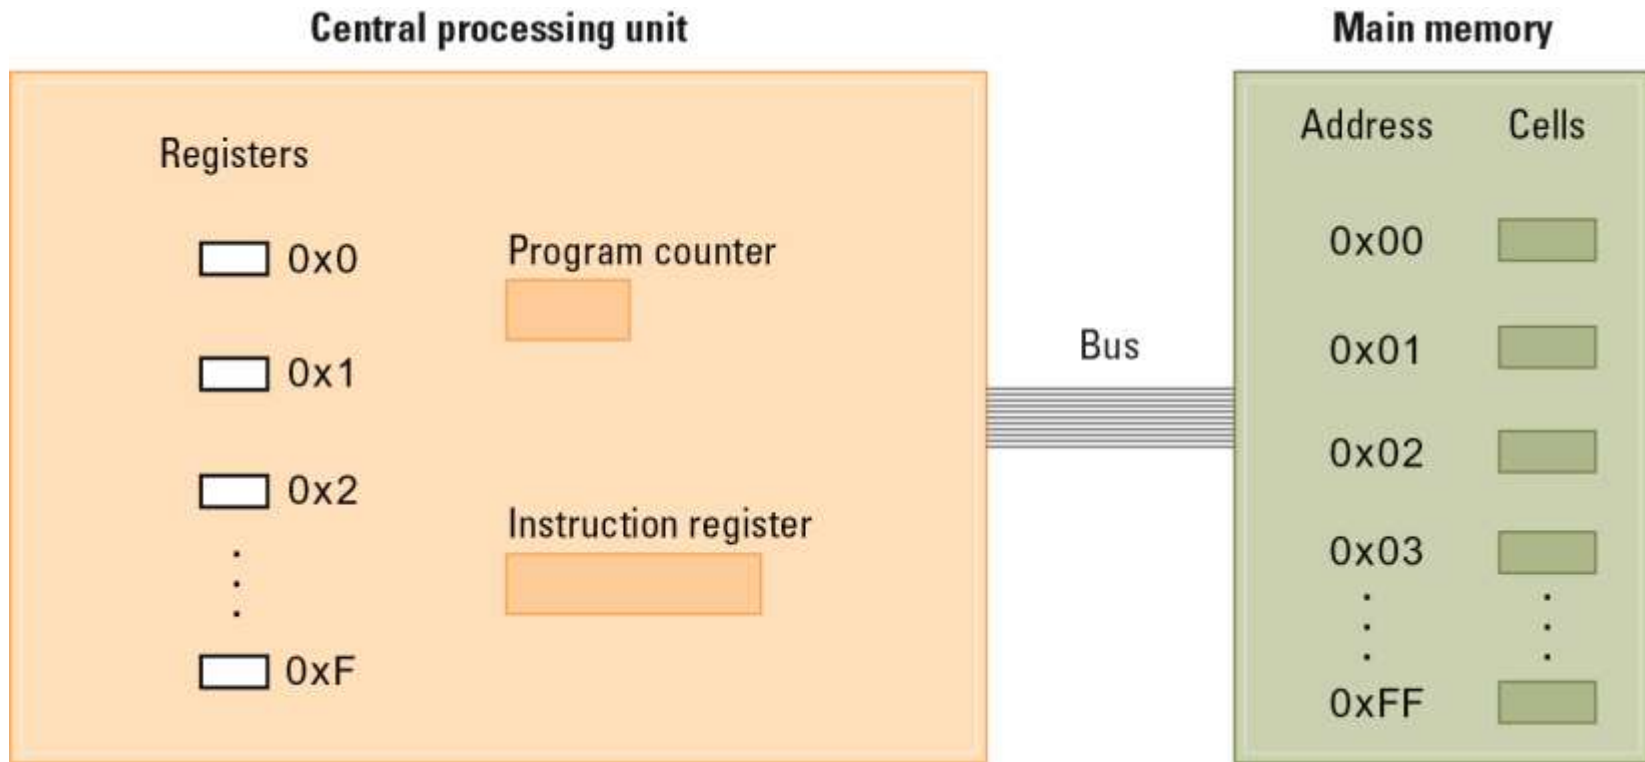 Central processing unit
Main memory
Registers
0x0
0x1
0x2
0xF
Program counter
Instruction register
Bus
Address Cells
0x00
0x01
0x02
0x03
0xFF